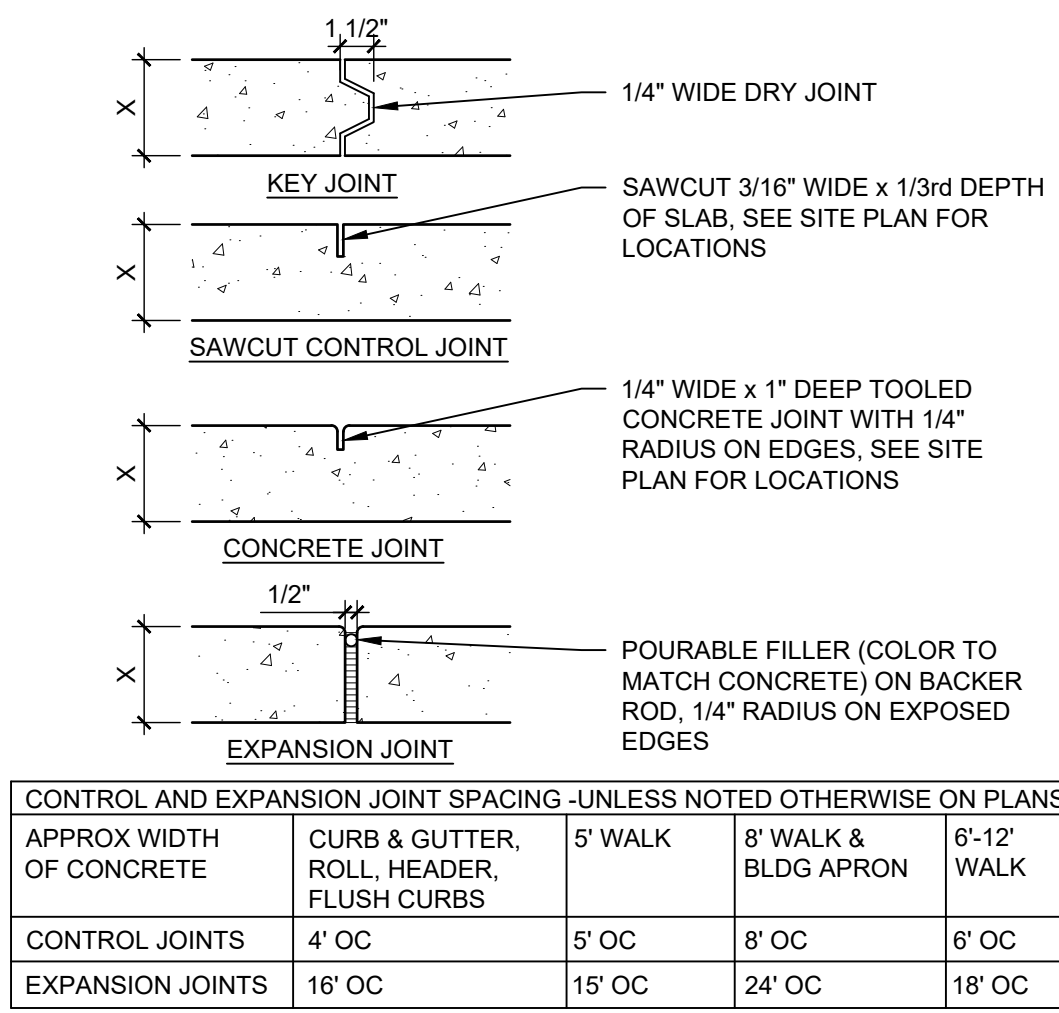 1 1/2"
X
1/4" WIDE DRY JOINT
KEY JOINT
SAWCUT 3/16" WIDE x 1/3rd DEPTH
OF SLAB, SEE SITE PLAN FOR
LOCATIONS
X
SAWCUT CONTROL JOINT
1/4" WIDE x 1" DEEP TOOLED
CONCRETE JOINT WITH 1/4"
RADIUS ON EDGES, SEE SITE
PLAN FOR LOCATIONS
X
CONCRETE JOINT
1/2"
X
POURABLE FILLER (COLOR TO
MATCH CONCRETE) ON BACKER
ROD, 1/4" RADIUS ON EXPOSED
EDGES
EXPANSION JOINT
CONTROL AND EXPANSION JOINT SPACING -UNLESS NOTED OTHERWISE ON PLANS
APPROX WIDTH
OF CONCRETE
CURB & GUTTER,
ROLL, HEADER,
FLUSH CURBS
5' WALK
8' WALK &
BLDG APRON
6'-12'
WALK
CONTROL JOINTS 4' OC 5' OC 8' OC 6' OC
EXPANSION JOINTS 16' OC 15' OC 24' OC 18' OC